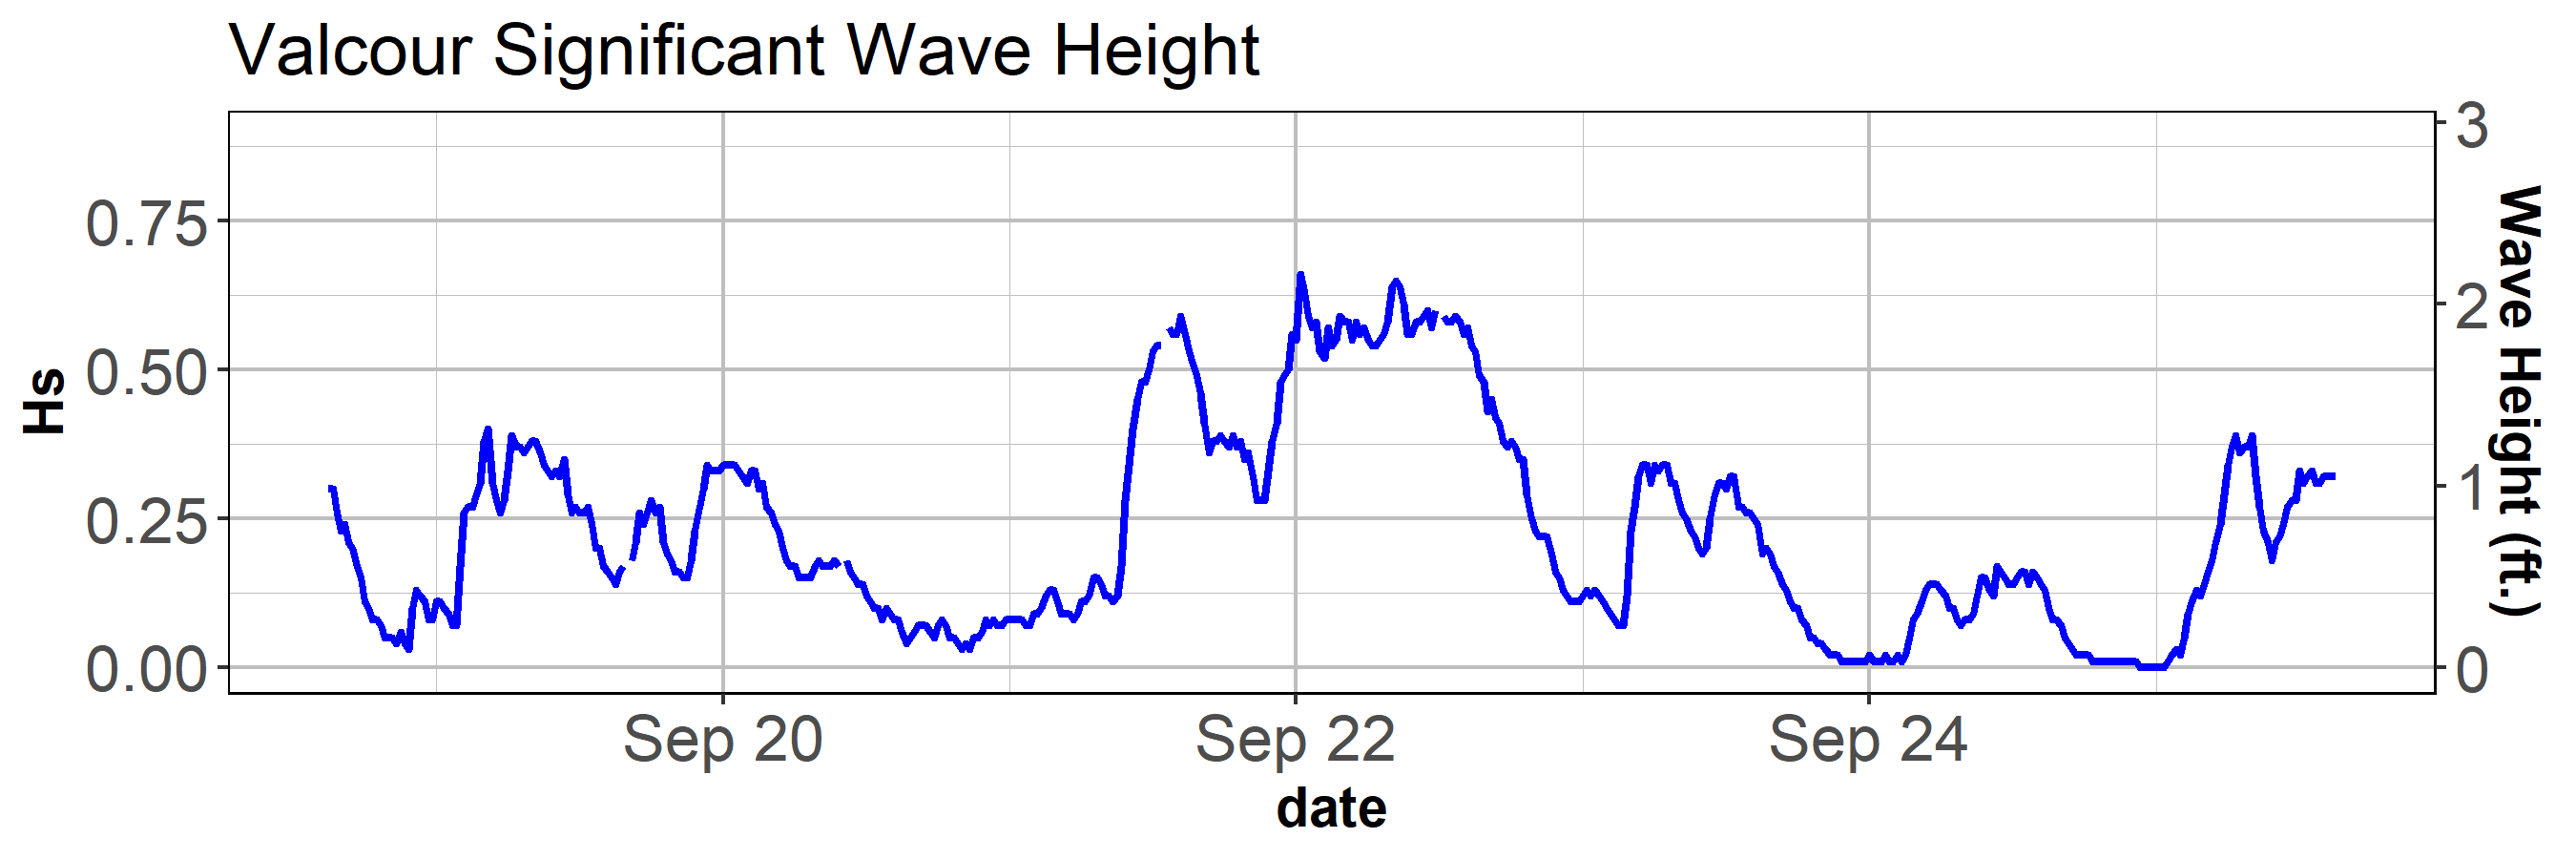 Valcour Significant Wave Height
Hs
0.75
0.50
0.25
0.00
3
2
1
0
Wave Height (ft.)
Sep 20
Sep 22
Sep 24
date